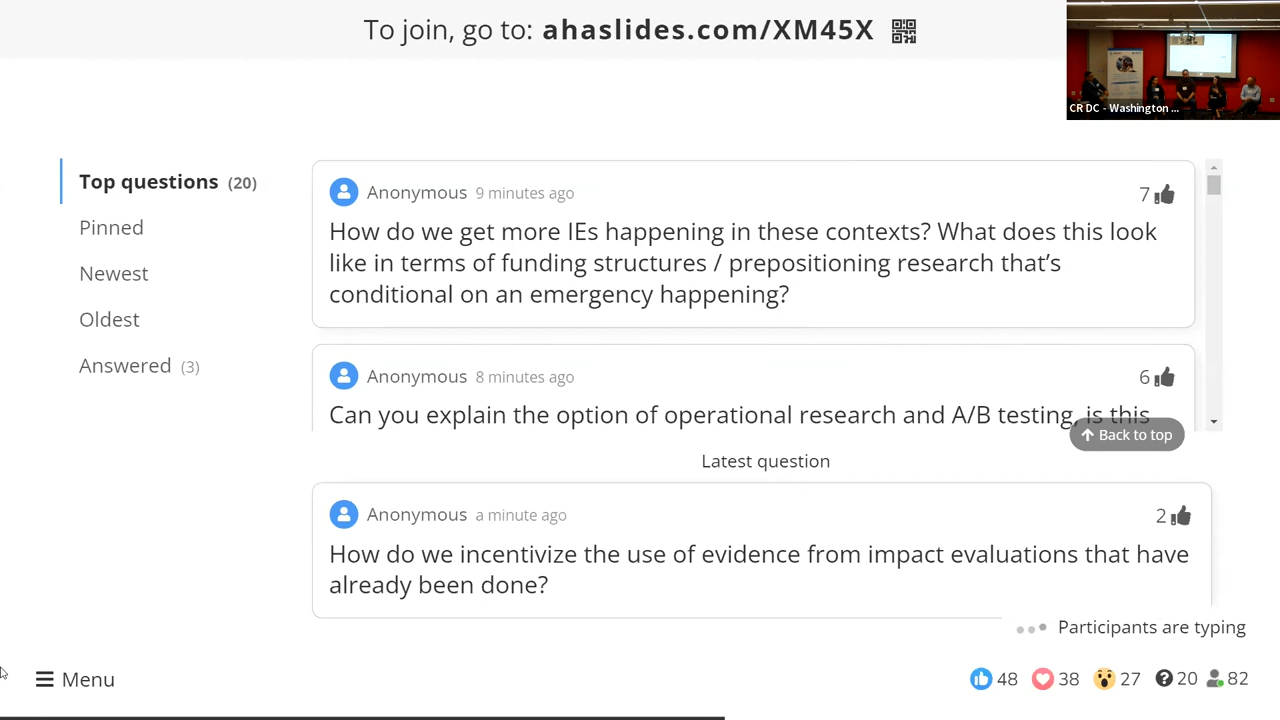 To join, go to: ahaslides.com/XM45X
CR DC - Washington ...
Top questions (20)
Pinned
Newest
Oldest
Answered (3)
Anonymous 9 minutes ago 7
How do we get more IEs happening in these contexts? What does this look
like in terms of funding structures / prepositioning research that's
conditional on an emergency happening?
Anonymous 8 minutes ago 6
Can you explain the option of operational research and A/B testing, is this
Back to top
Latest question
Anonymous a minute ago 2
How do we incentivize the use of evidence from impact evaluations that have
already been done?
Participants are typing
Menu
48 38 27 20 82